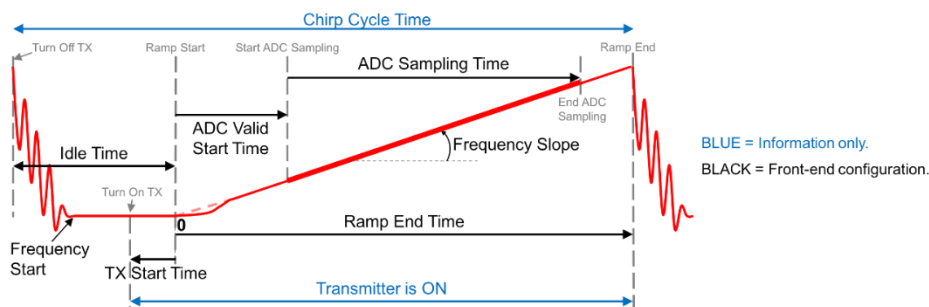 Chirp Cycle Time
Turn Off TX
Ramp Start
Start ADC Sampling
Ramp End
ADC Sampling Time
End ADC
Sampling
ADC Valid
Start Time
Idle Time
Frequency Slope
BLUE = Information only.
BLACK = Front-end configuration.
Turn On TX
0
Ramp End Time
Frequency
Start
TX Start Time
Transmitter is ON